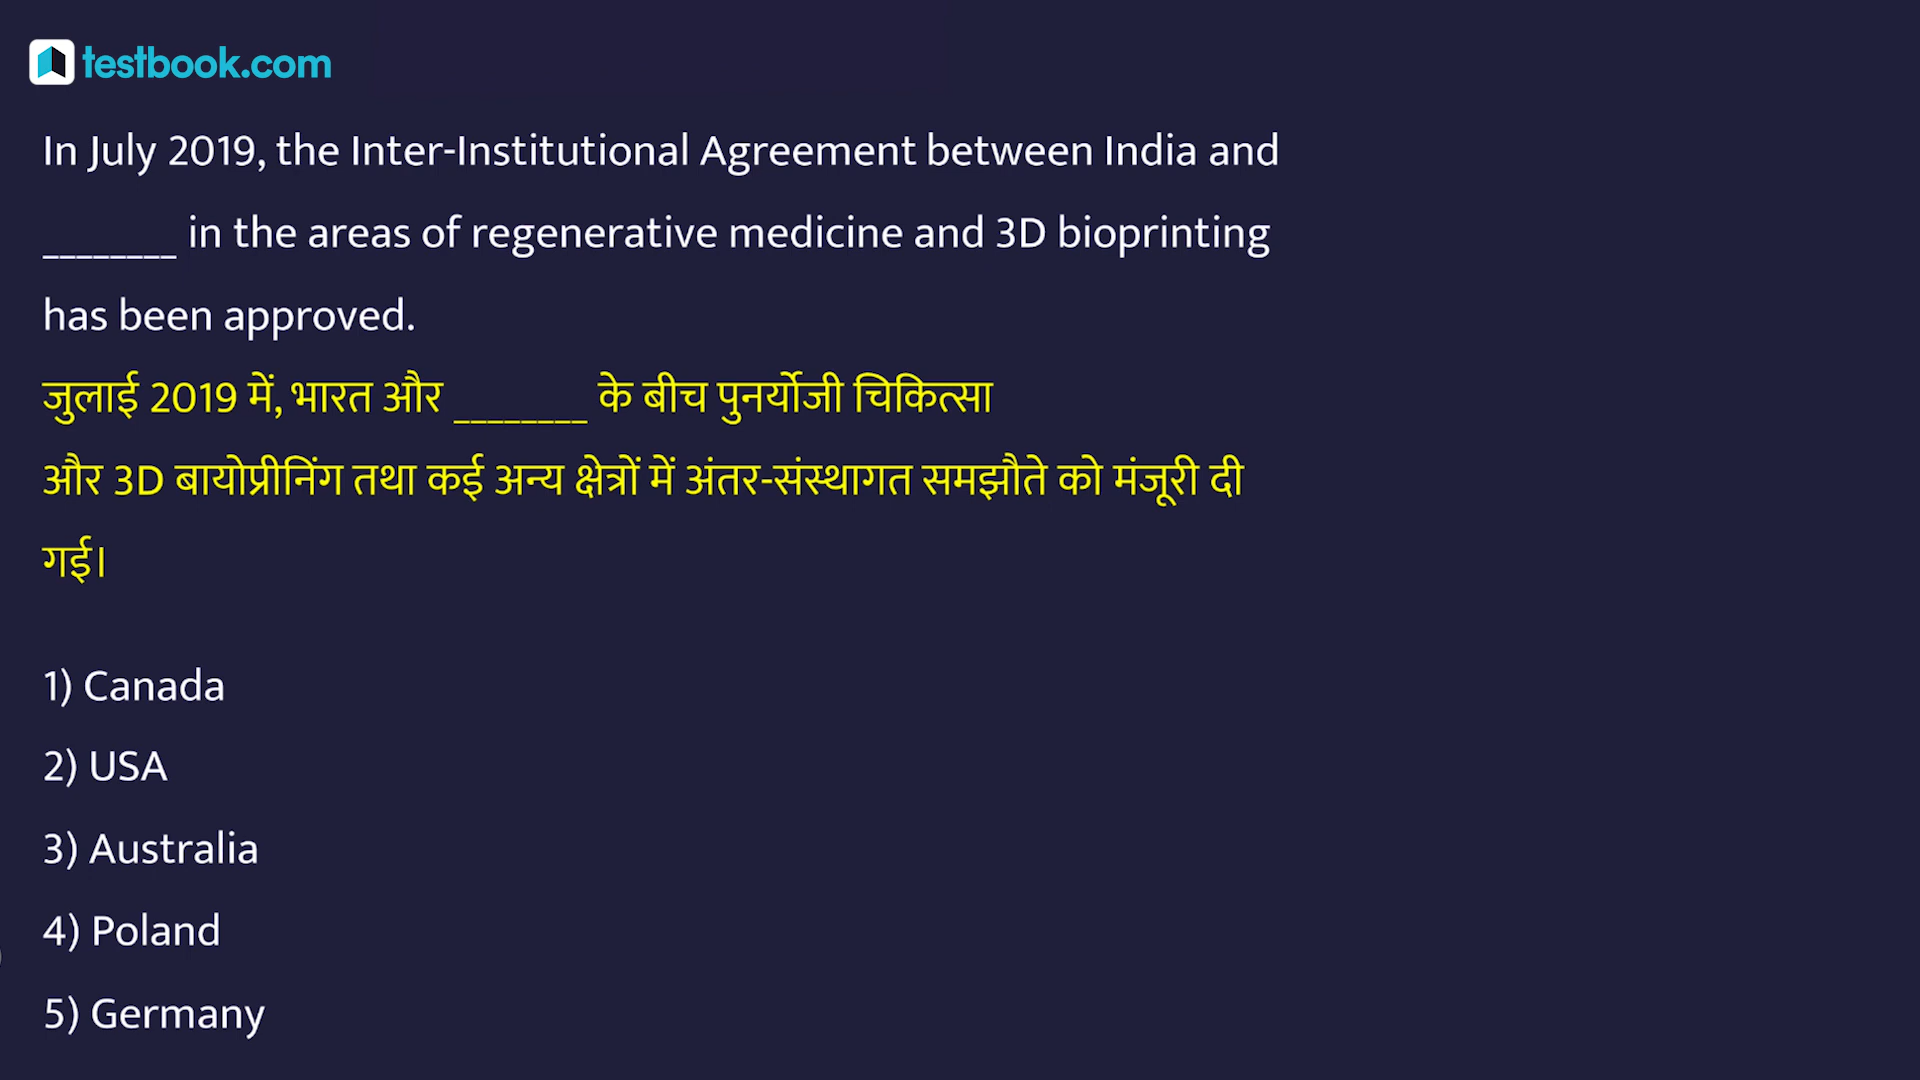 testbook.com
In July 2019, the Inter-Institutional Agreement between India and
________ in the areas of regenerative medicine and 3D bioprinting
has been approved.
जुलाई 2019 में, भारत और ________ के बीच पुनर्योजी चिकित्सा
और 3D बायोप्रीनिंग तथा कई अन्य क्षेत्रों में अंतर-संस्थागत समझौते को मंजूरी दी
गई।
1) Canada
2) USA
3) Australia
4) Poland
5) Germany